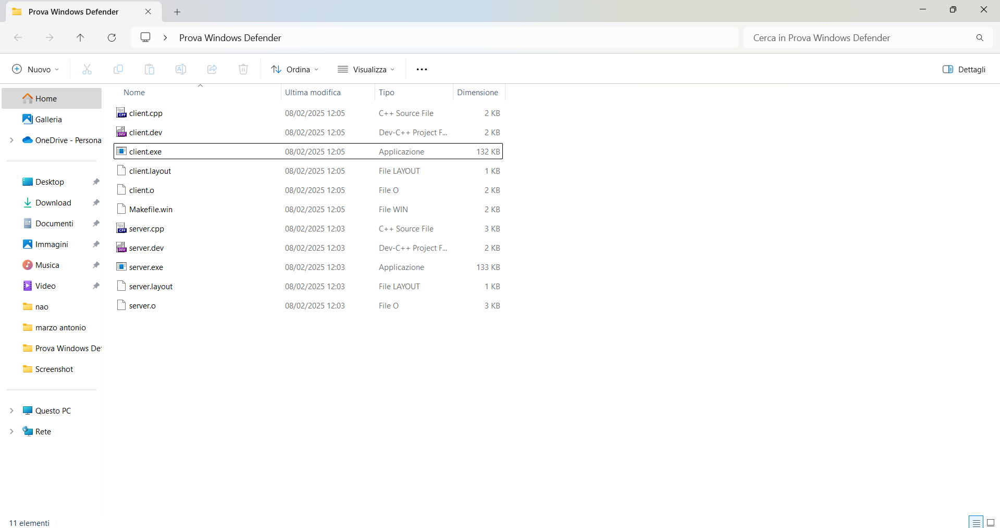 Prova Windows Defender
Prova Windows Defender
Cerca in Prova Windows Defender
Nuovo
Ordina
Visualizza
Dettagli
Home
Galleria
OneDrive - Persona
Desktop
Download
Documenti
Immagini
Musica
Video
nao
marzo antonio
Prova Windows De
Screenshot
Questo PC
Rete
Nome Ultima modifica Tipo Dimensione
client.cpp 08/02/2025 12:05 C++ Source File 2 KB
client.dev 08/02/2025 12:05 Dev-C++ Project F... 2 KB
client.exe 08/02/2025 12:05 Applicazione 132 KB
client.layout 08/02/2025 12:05 File LAYOUT 1 KB
client.o 08/02/2025 12:05 File O 2 KB
Makefile.win 08/02/2025 12:05 File WIN 2 KB
server.cpp 08/02/2025 12:03 C++ Source File 3 KB
server.dev 08/02/2025 12:03 Dev-C++ Project F... 2 KB
server.exe 08/02/2025 12:03 Applicazione 133 KB
server.layout 08/02/2025 12:03 File LAYOUT 1 KB
server.o 08/02/2025 12:03 File O 3 KB
11 elementi